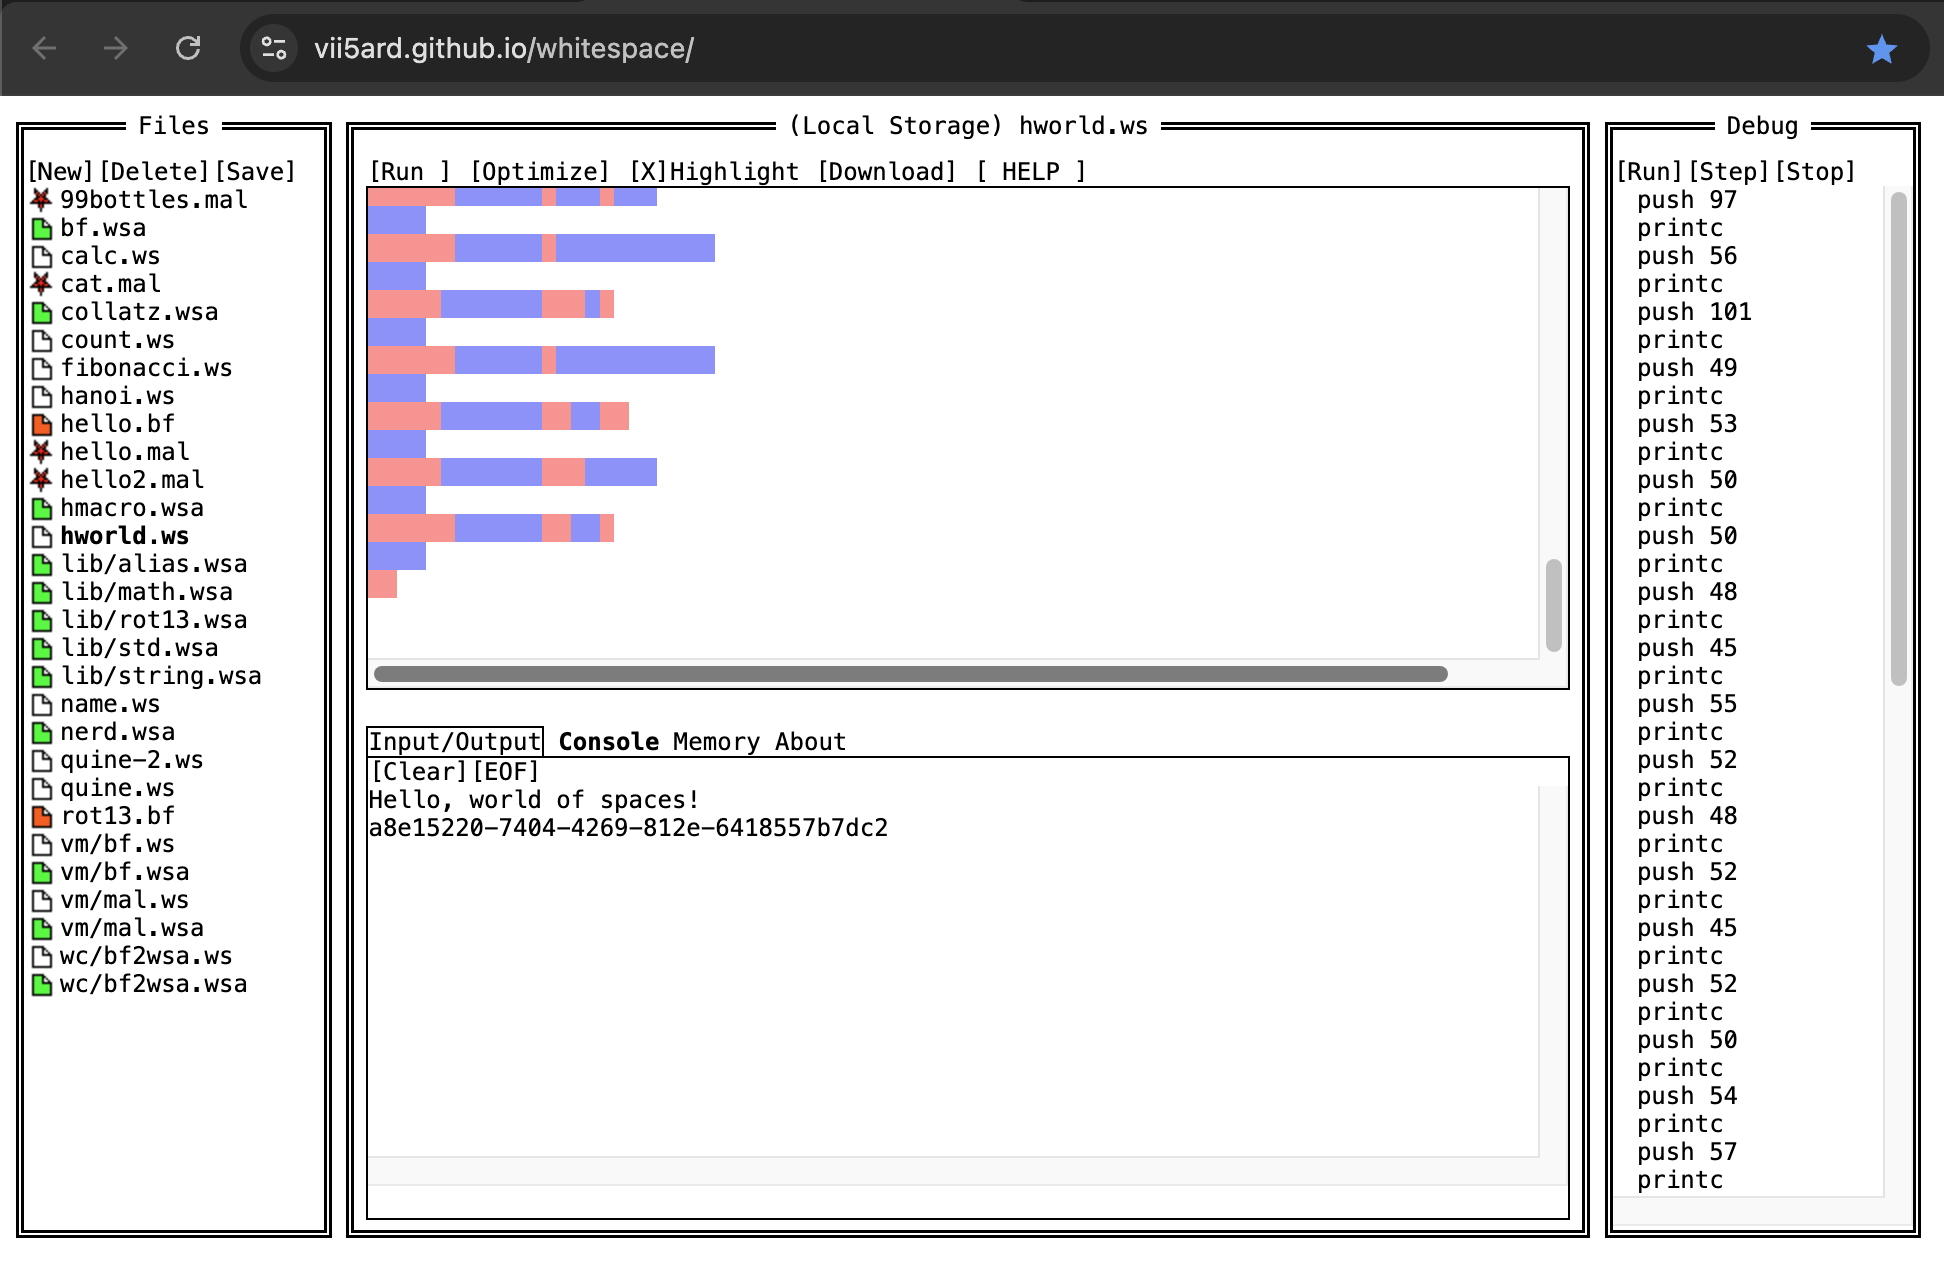 vii5ard.github.io/whitespace/
Files
[New][Delete][Save]
99bottles.mal
bf.wsa
calc.ws
cat.mal
collatz.wsa
count.ws
fibonacci.ws
hanoi.ws
hello.bf
hello.mal
hello2.mal
hmacro.wsa
hworld.ws
lib/alias.wsa
lib/math.wsa
lib/rot13.wsa
lib/std.wsa
lib/string.wsa
name.ws
nerd.wsa
quine-2.ws
quine.ws
rot13.bf
vm/bf.ws
vm/bf.wsa
vm/mal.ws
vm/mal.wsa
wc/bf2wsa.ws
wc/bf2wsa.wsa
(Local Storage) hworld.ws
[Run ] [Optimize] [X]Highlight [Download] [ HELP ]
Input/Output Console Memory About
[Clear][EOF]
Hello, world of spaces!
a8e15220-7404-4269-812e-6418557b7dc2
Debug
[Run][Step][Stop]
push 97
printc
push 56
printc
push 101
printc
push 49
printc
push 53
printc
push 50
printc
push 50
printc
push 48
printc
push 45
printc
push 55
printc
push 52
printc
push 48
printc
push 52
printc
push 45
printc
push 52
printc
push 50
printc
push 54
printc
push 57
printc